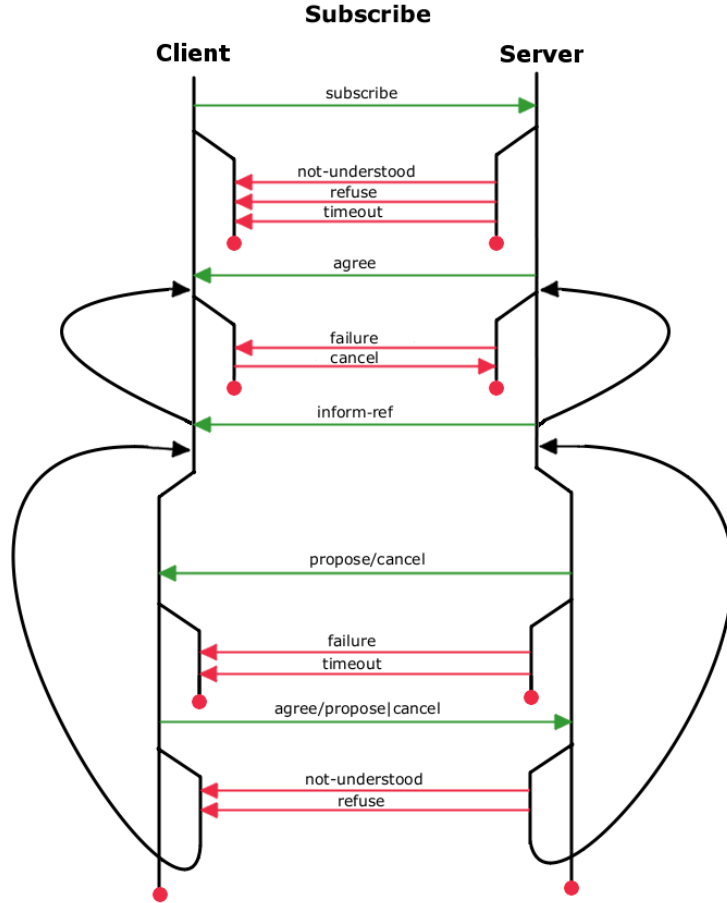 Subscribe
Client
Server
subscribe
not-understood
refuse
timeout
agree
failure
cancel
inform-ref
propose/cancel
failure
timeout
agree/propose|cancel
not-understood
refuse